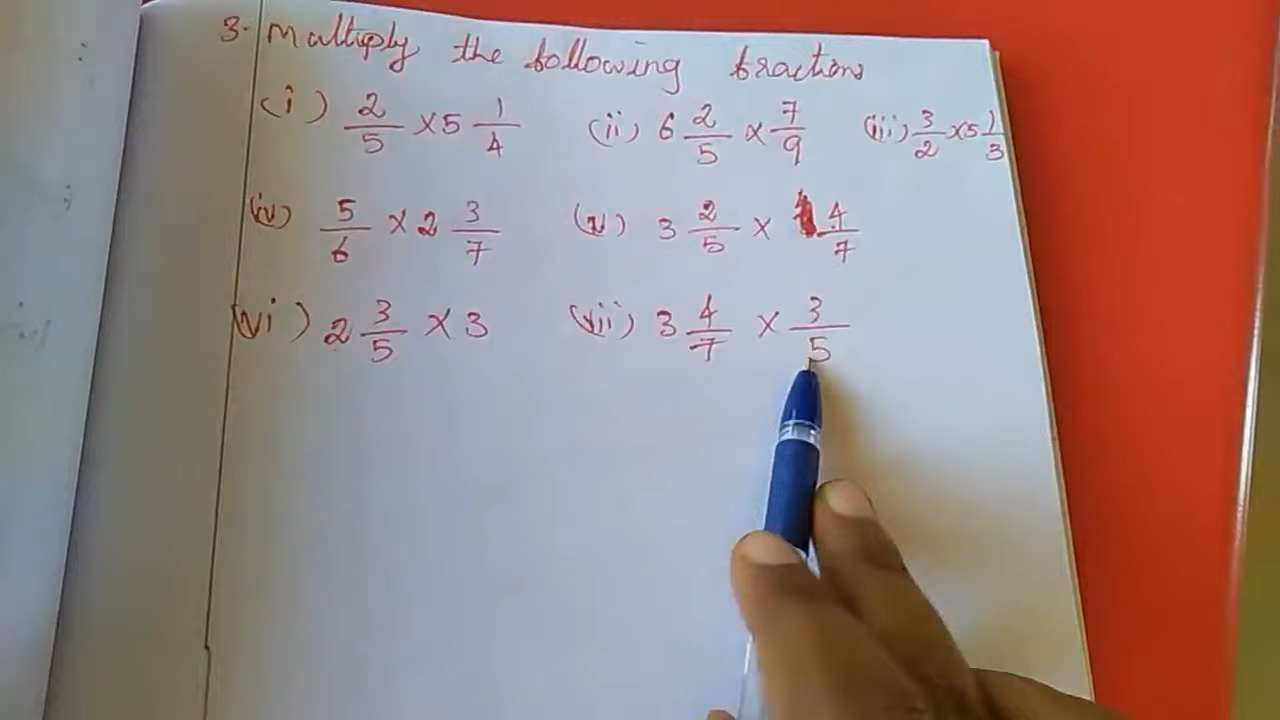 3. Multiply the following fractions
(i) 2/5 × 5 1/4 (ii) 6 2/5 × 7/9 (iii) 3/2 × 5 1/3
(iv) 5/6 × 2 3/7 (v) 3 2/5 × 4/7
(vi) 2 3/5 × 3 (vii) 3 4/7 × 3/5